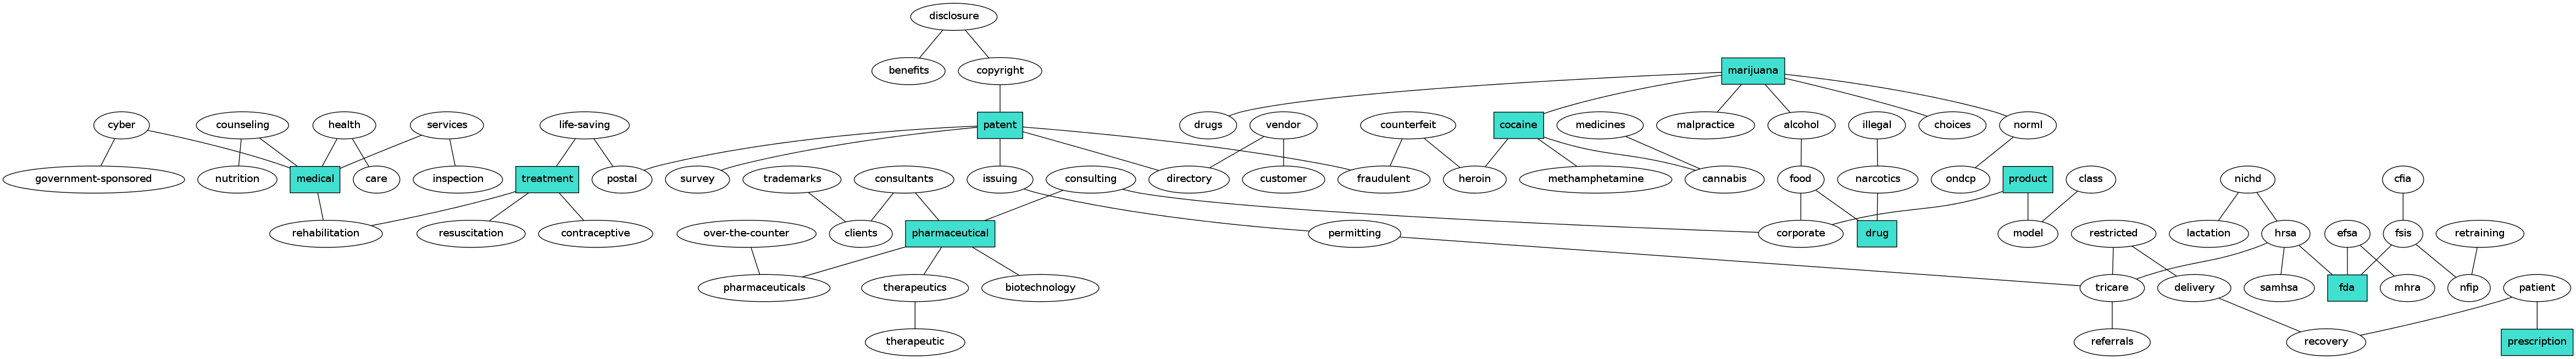 disclosure
benefits
copyright
marijuana
cyber
counseling
health
services
life-saving
patent
drugs
vendor
counterfeit
cocaine
medicines
malpractice
alcohol
illegal
choices
norml
government-sponsored
nutrition
medical
care
inspection
treatment
postal
survey
trademarks
consultants
issuing
consulting
directory
customer
fraudulent
heroin
methamphetamine
cannabis
food
narcotics
ondcp
product
class
nichd
cfia
rehabilitation
resuscitation
contraceptive
over-the-counter
clients
pharmaceutical
permitting
corporate
drug
model
restricted
lactation
hrsa
efsa
fsis
retraining
pharmaceuticals
therapeutics
biotechnology
tricare
delivery
samhsa
fda
mhra
nfip
patient
therapeutic
referrals
recovery
prescription